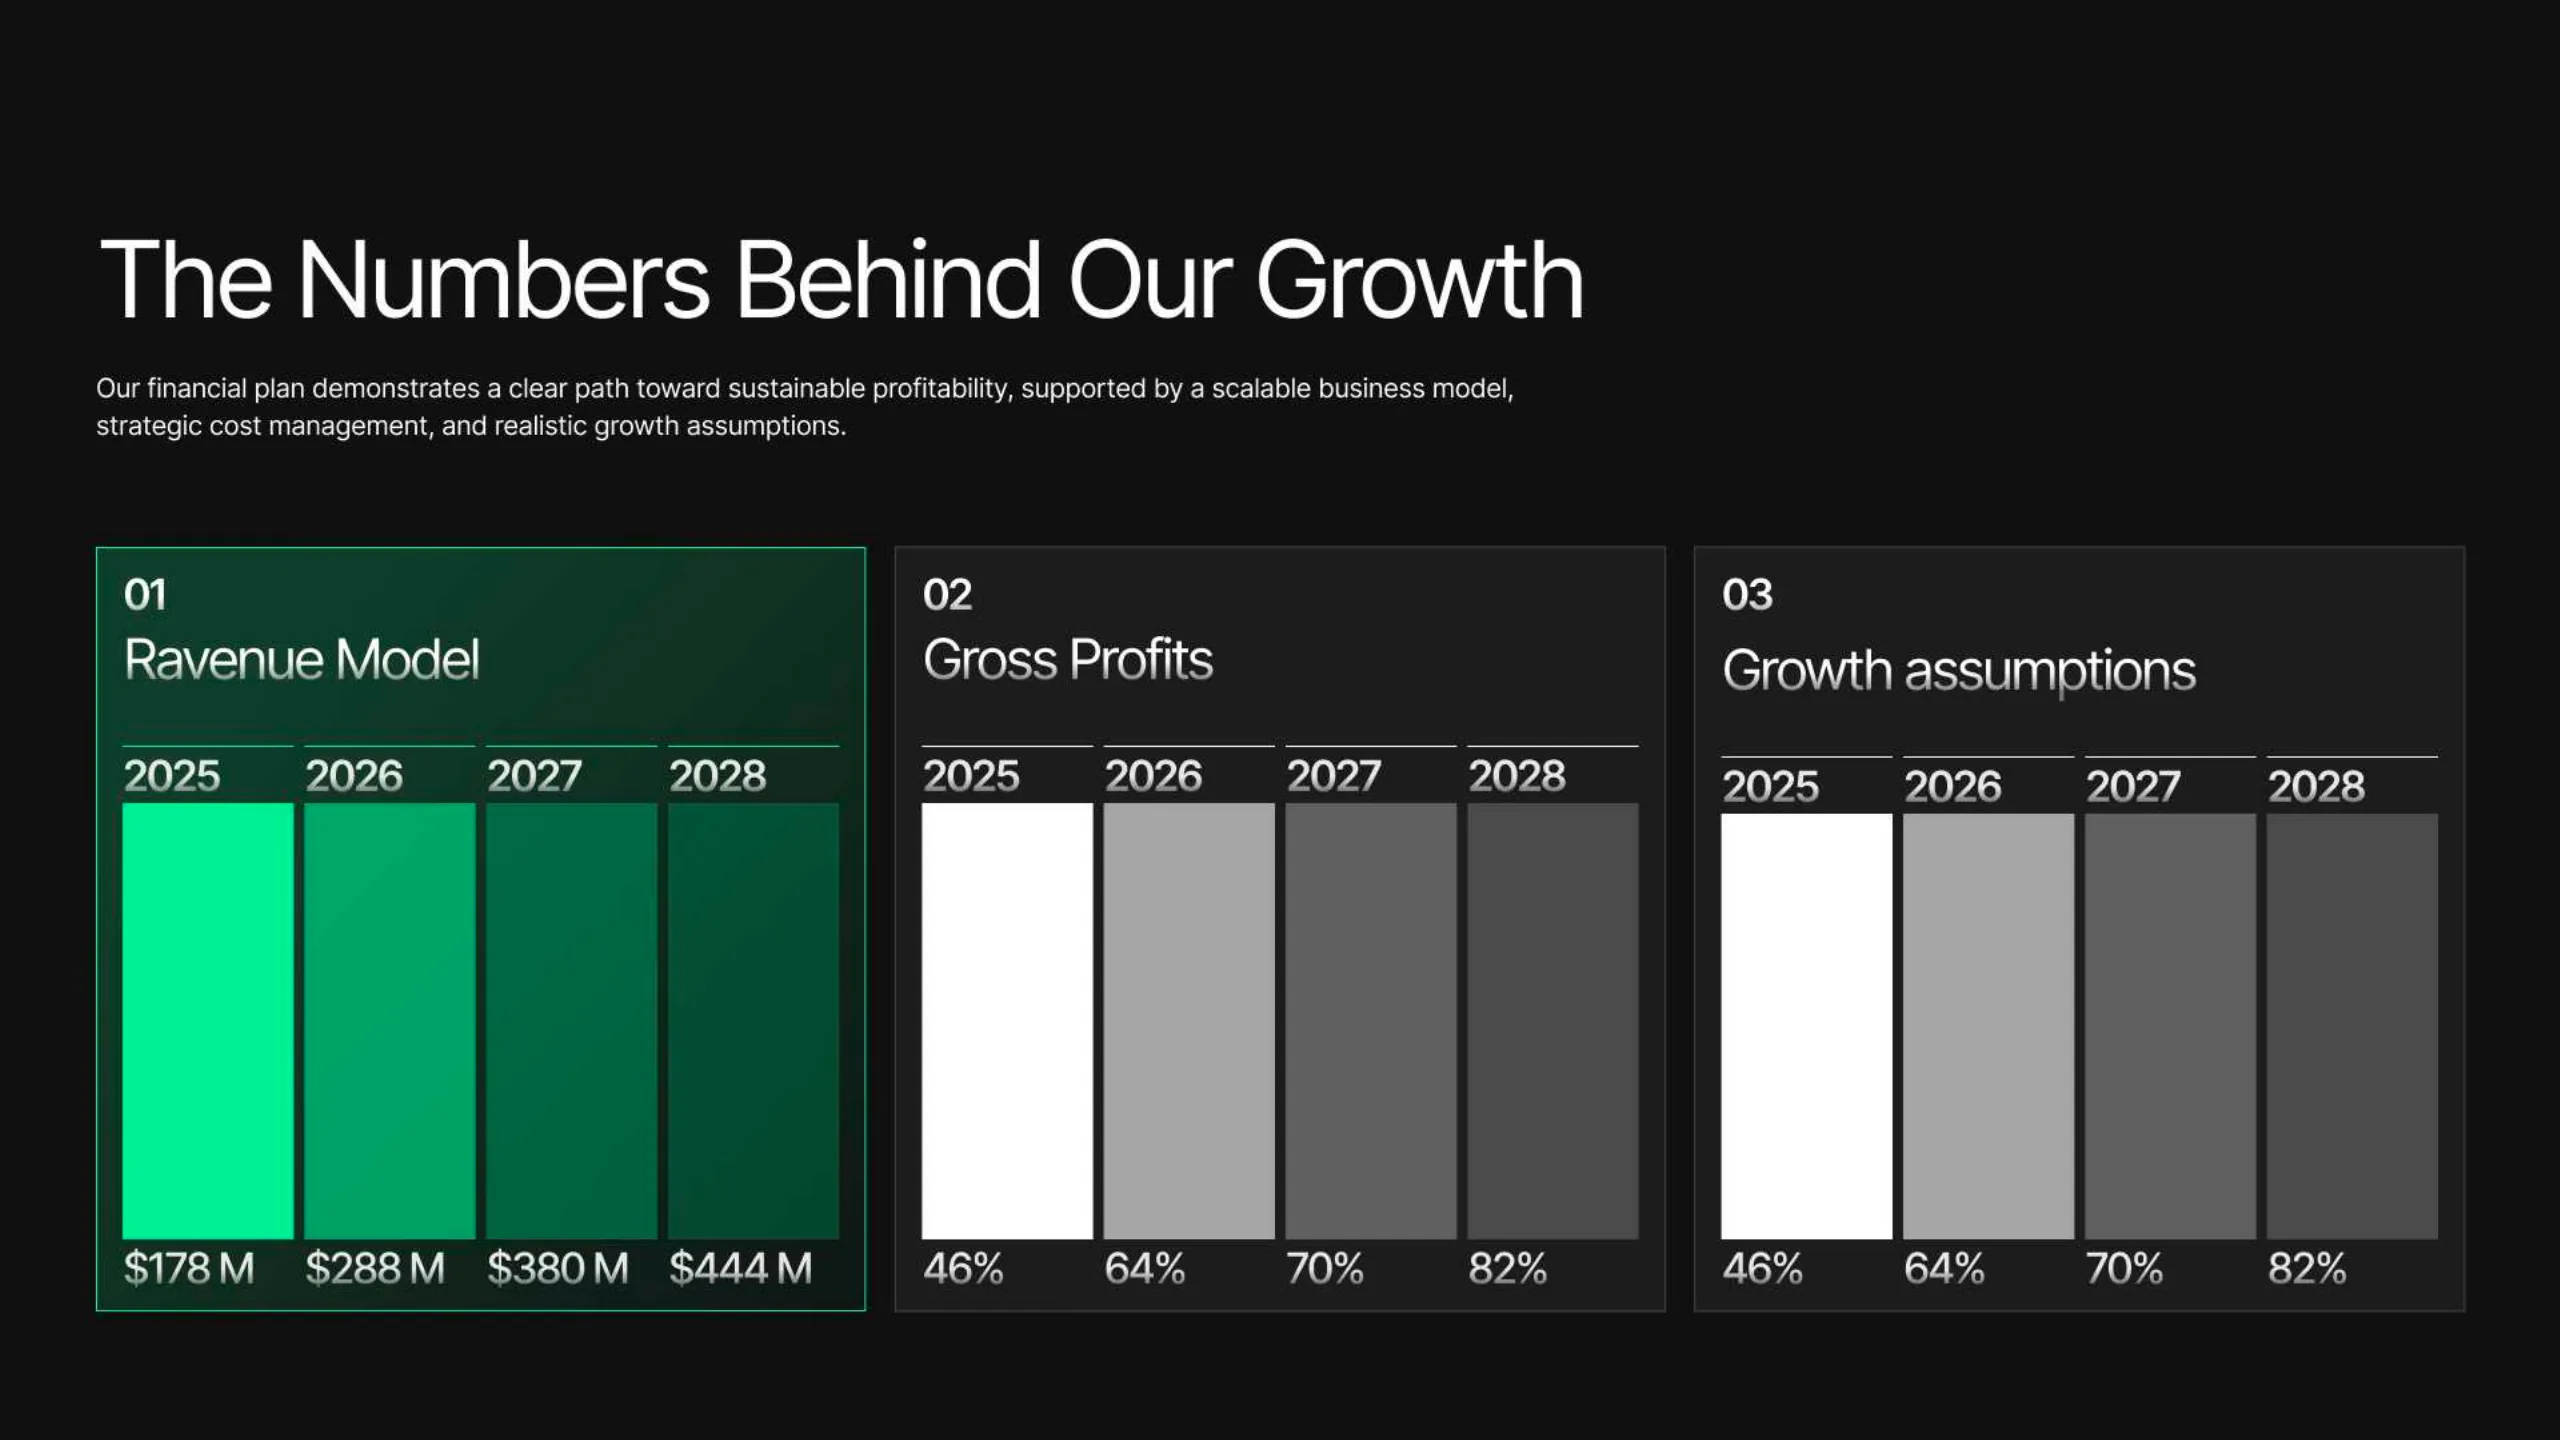 The Numbers Behind Our Growth
Our financial plan demonstrates a clear path toward sustainable profitability, supported by a scalable business model,
strategic cost management, and realistic growth assumptions.
01
Ravenue Model
2025 2026 2027 2028
$178 M $288 M $380 M $444 M
02
Gross Profits
2025 2026 2027 2028
46% 64% 70% 82%
03
Growth assumptions
2025 2026 2027 2028
46% 64% 70% 82%